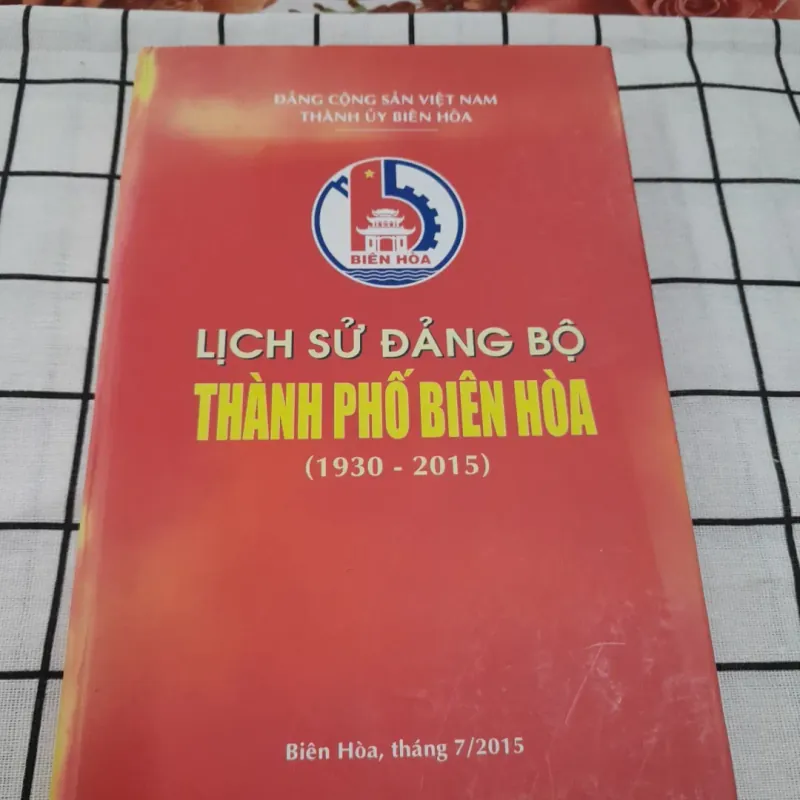 ĐẢNG CỘNG SẢN VIỆT NAM
THÀNH ỦY BIÊN HÒA
BIÊN HÒA
LỊCH SỬ ĐẢNG BỘ
THÀNH PHỐ BIÊN HÒA
(1930 - 2015)
Biên Hòa, tháng 7/2015